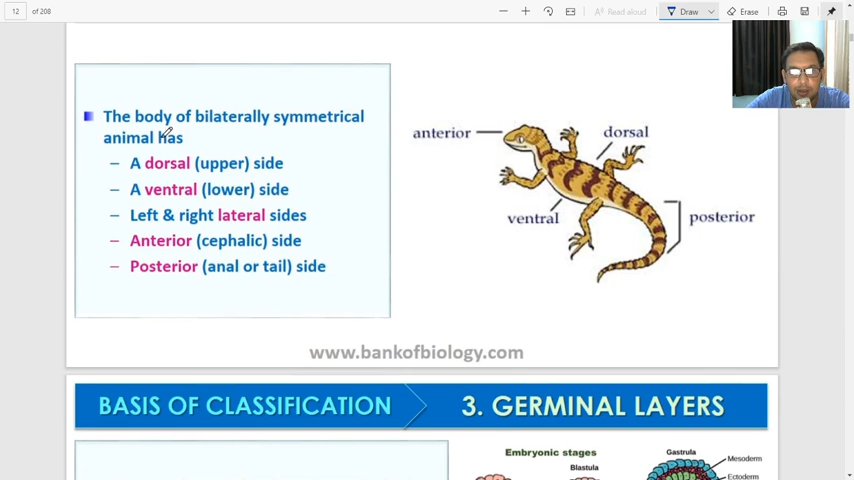 12 of 208
Read aloud
Draw
Erase
The body of bilaterally symmetrical
animal has
– A dorsal (upper) side
– A ventral (lower) side
– Left & right lateral sides
– Anterior (cephalic) side
– Posterior (anal or tail) side
anterior
dorsal
ventral
posterior
www.bankofbiology.com
BASIS OF CLASSIFICATION
3. GERMINAL LAYERS
Embryonic stages
Blastula
Gastrula
Mesoderm
Ectoderm